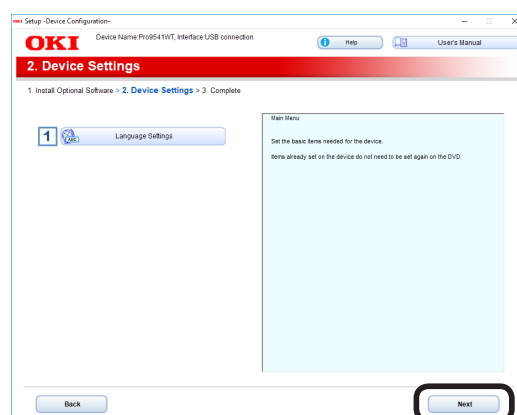 OKI Setup -Device Configuration-
OKI
Device Name:Pro9541WT, Interface:USB connection
Help
User's Manual
2. Device Settings
1. Install Optional Software > 2. Device Settings > 3. Complete
1
ABC
Language Settings
Main Menu
Set the basic items needed for the device.
Items already set on the device do not need to be set again on the DVD.
Back
Next